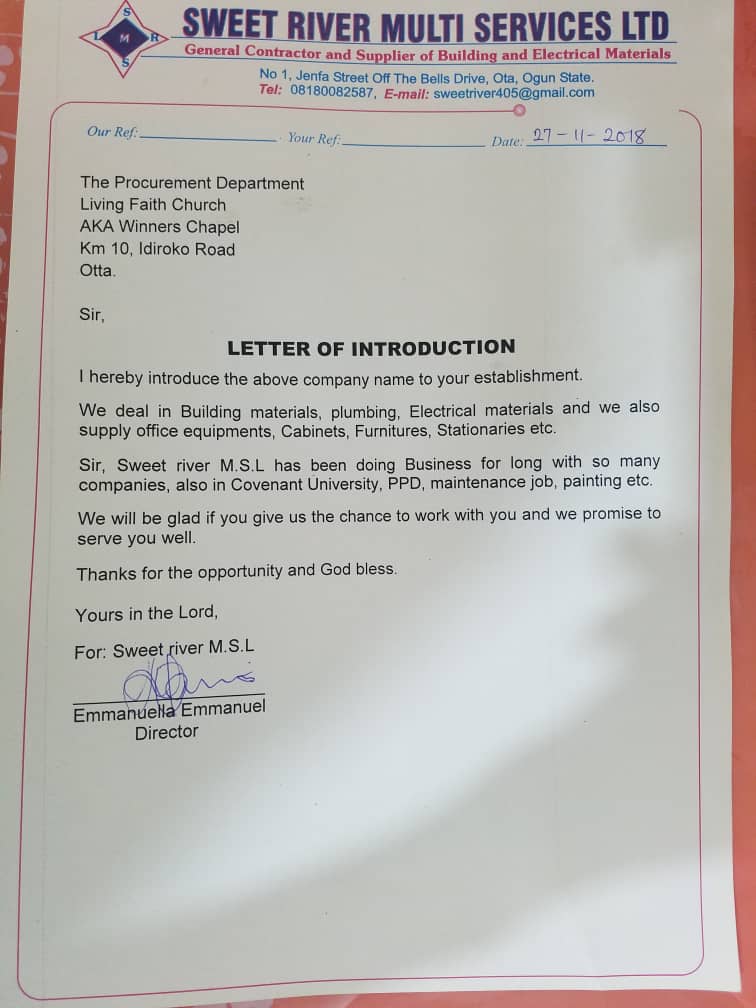 S
L M R
S
SWEET RIVER MULTI SERVICES LTD
General Contractor and Supplier of Building and Electrical Materials
No 1, Jenfa Street Off The Bells Drive, Ota, Ogun State.
Tel: 08180082587, E-mail: sweetriver405@gmail.com
Our Ref: Your Ref: Date: 27-11-2018
The Procurement Department
Living Faith Church
AKA Winners Chapel
Km 10, Idiroko Road
Otta.
Sir,
LETTER OF INTRODUCTION
I hereby introduce the above company name to your establishment.
We deal in Building materials, plumbing, Electrical materials and we also
supply office equipments, Cabinets, Furnitures, Stationaries etc.
Sir, Sweet river M.S.L has been doing Business for long with so many
companies, also in Covenant University, PPD, maintenance job, painting etc.
We will be glad if you give us the chance to work with you and we promise to
serve you well.
Thanks for the opportunity and God bless.
Yours in the Lord,
For: Sweet river M.S.L
Emmanuella Emmanuel
Director